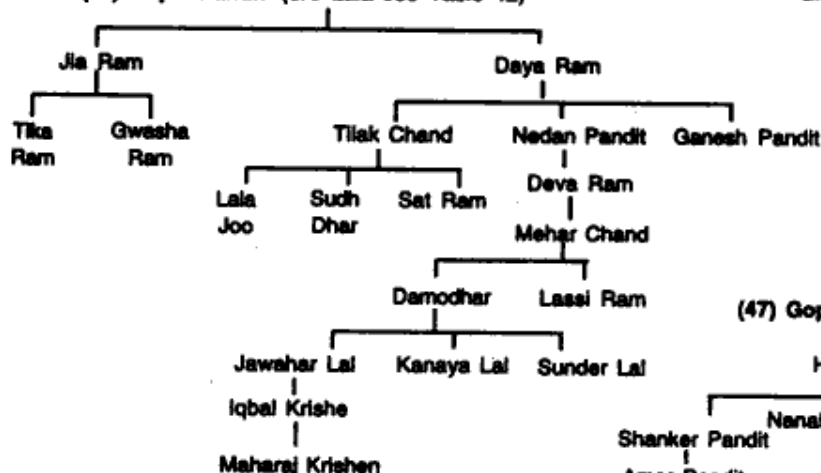 Jia Ram
Daya Ram
Tika Gwasha Tilak Chand Nedan Pandit Ganesh Pandit
Ram Ram
Deva Ram
Lala Sudh Sat Ram
Joo Dhar
Mehar Chand
Damodhar Lassi Ram
(47) Gop
Jawahar Lal Kanaya Lal Sunder Lal H
Iqbal Krishe
Nanal
Shanker Pandit
Maharaj Krishen